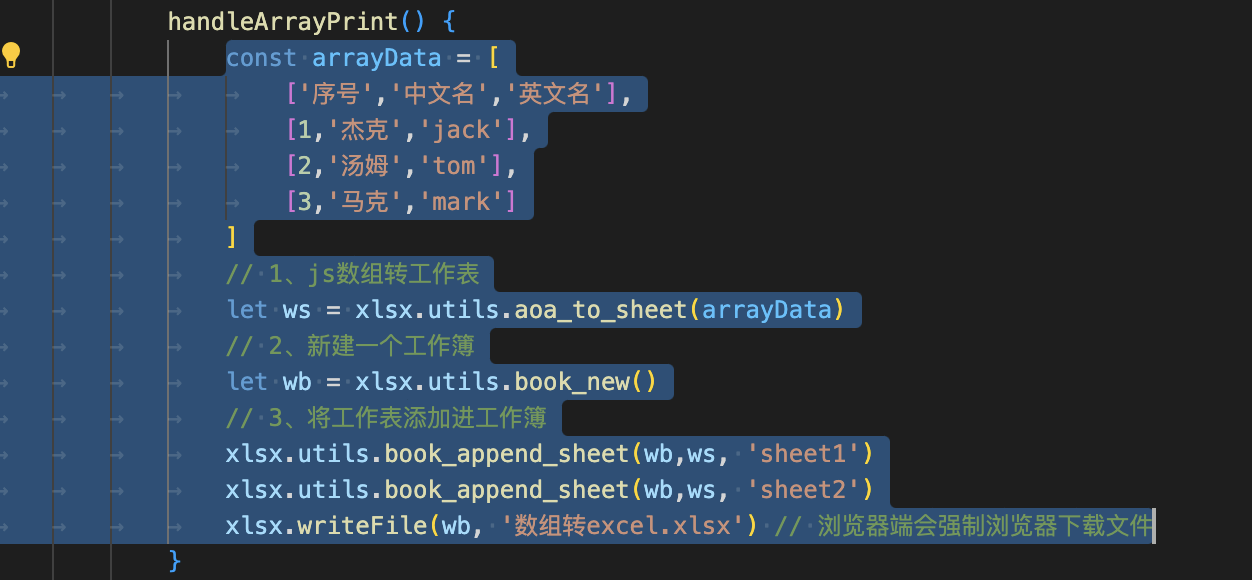 handleArrayPrint() {
const arrayData = [
['序号','中文名','英文名'],
[1,'杰克','jack'],
[2,'汤姆','tom'],
[3,'马克','mark']
]
// 1、js数组转工作表
let ws = xlsx.utils.aoa_to_sheet(arrayData)
// 2、新建一个工作簿
let wb = xlsx.utils.book_new()
// 3、将工作表添加进工作簿
xlsx.utils.book_append_sheet(wb,ws, 'sheet1')
xlsx.utils.book_append_sheet(wb,ws, 'sheet2')
xlsx.writeFile(wb, '数组转excel.xlsx') // 浏览器端会强制浏览器下载文件
}